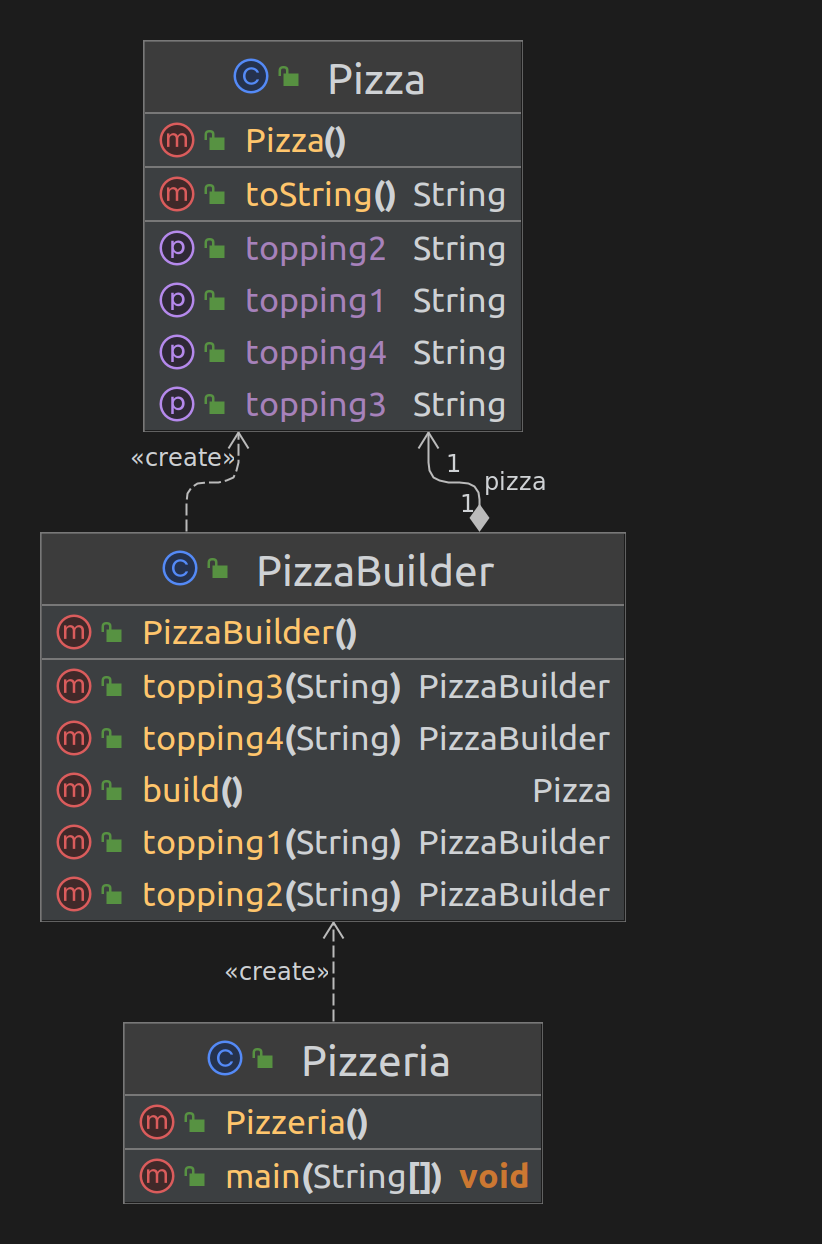 C Pizza
m Pizza()
m toString() String
p topping2 String
p topping1 String
p topping4 String
p topping3 String
«create»
1
pizza
1
C PizzaBuilder
m PizzaBuilder()
m topping3(String) PizzaBuilder
m topping4(String) PizzaBuilder
m build() Pizza
m topping1(String) PizzaBuilder
m topping2(String) PizzaBuilder
«create»
C Pizzeria
m Pizzeria()
m main(String[]) void